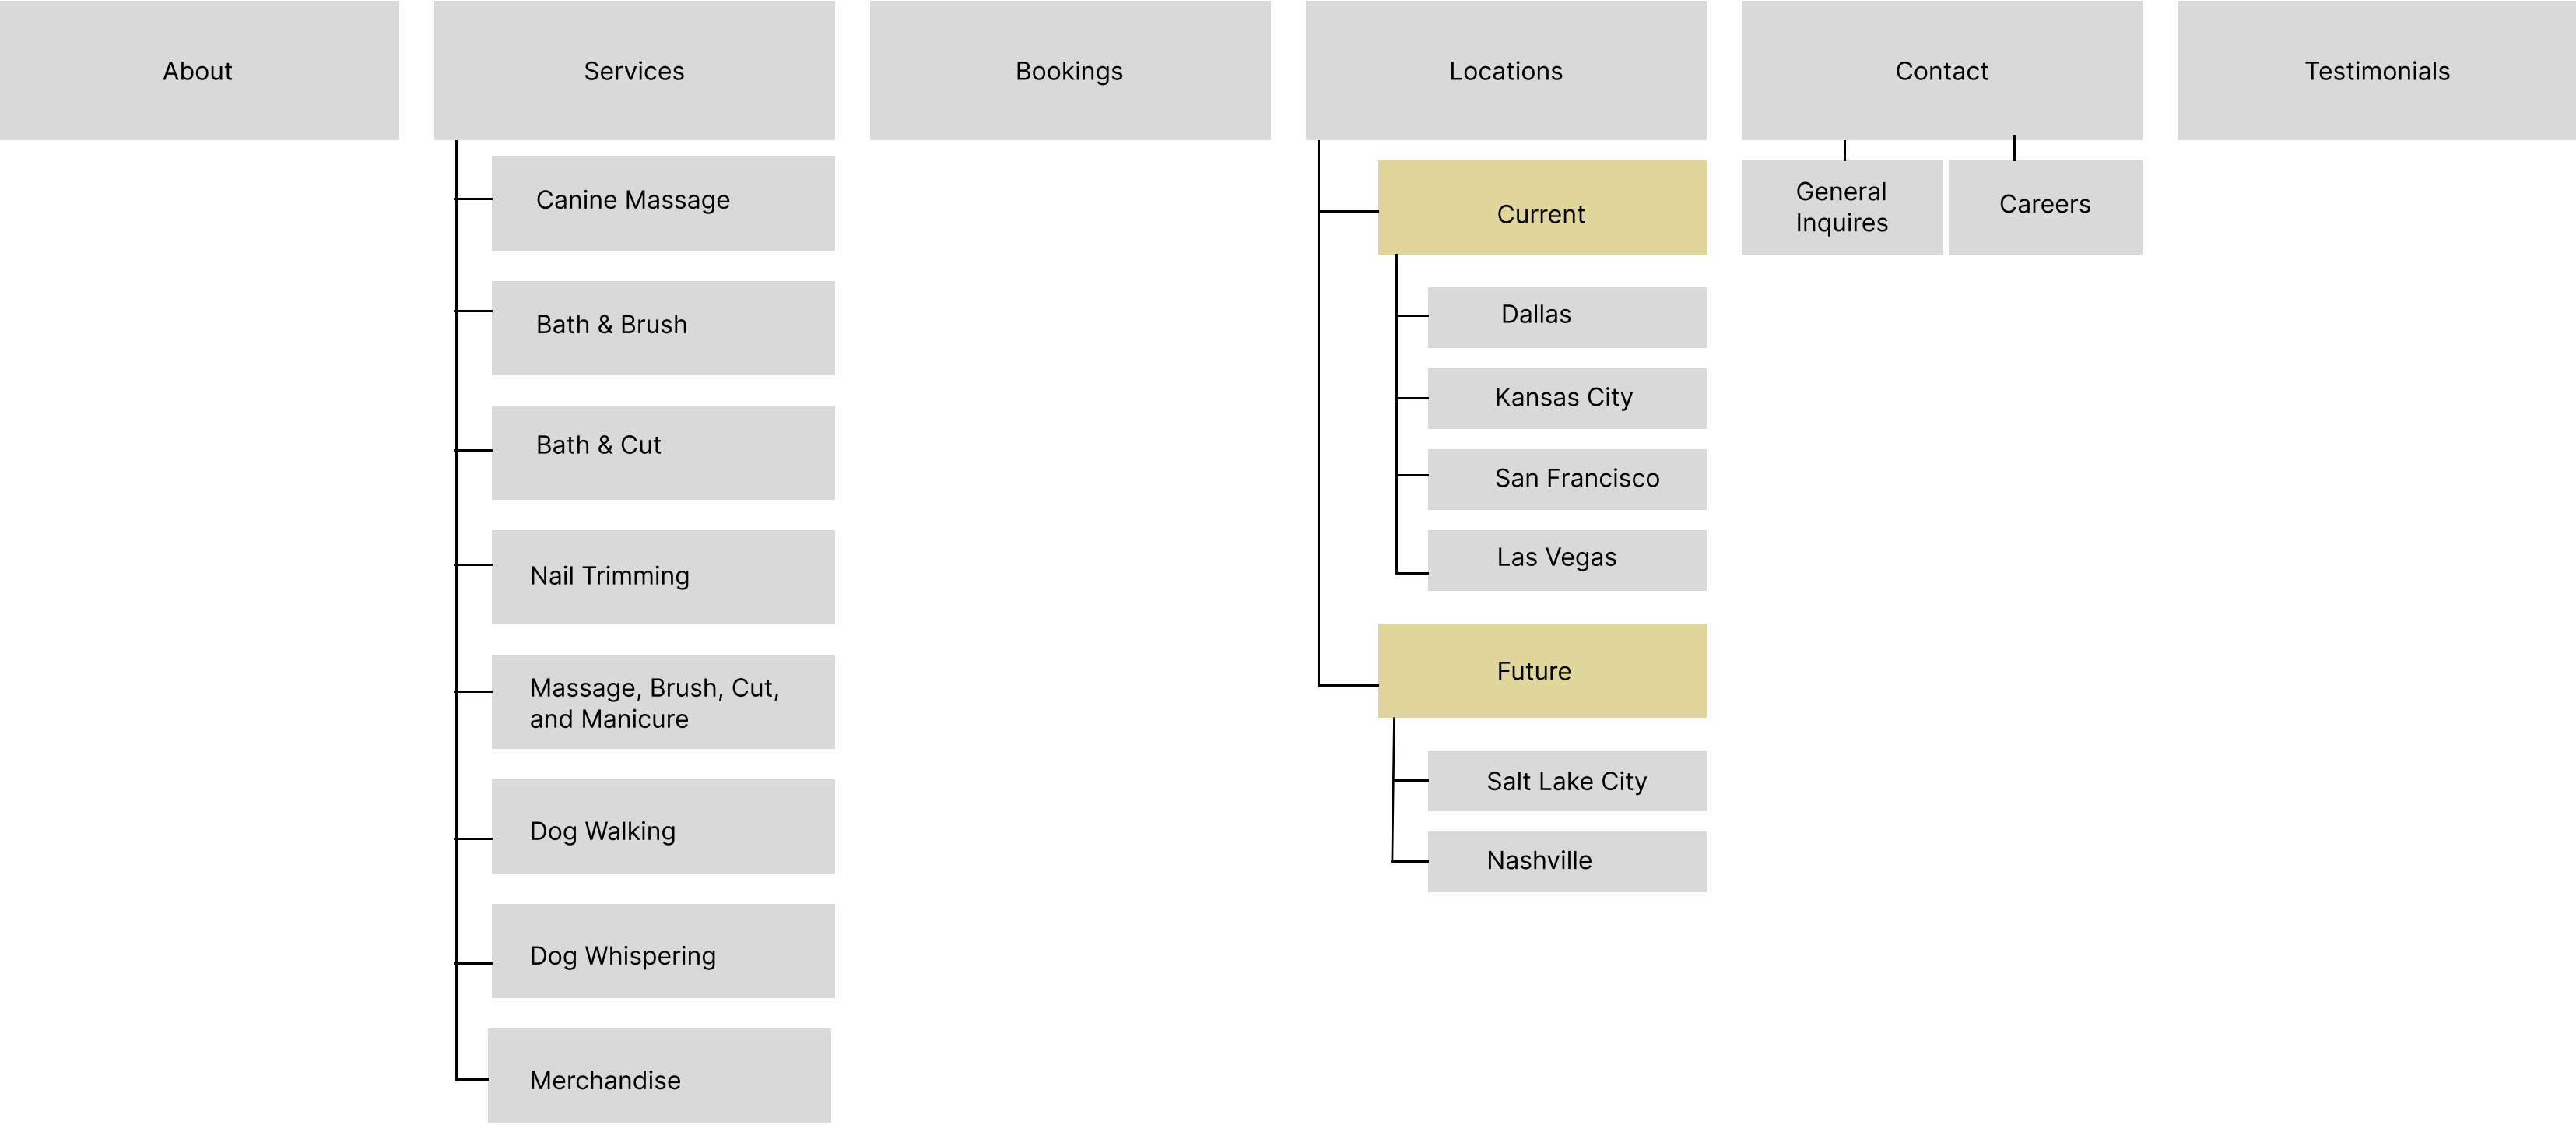 About
Services
Bookings
Locations
Contact
Testimonials
Canine Massage
Bath & Brush
Bath & Cut
Nail Trimming
Massage, Brush, Cut,
and Manicure
Dog Walking
Dog Whispering
Merchandise
Current
Dallas
Kansas City
San Francisco
Las Vegas
Future
Salt Lake City
Nashville
General
Inquires
Careers